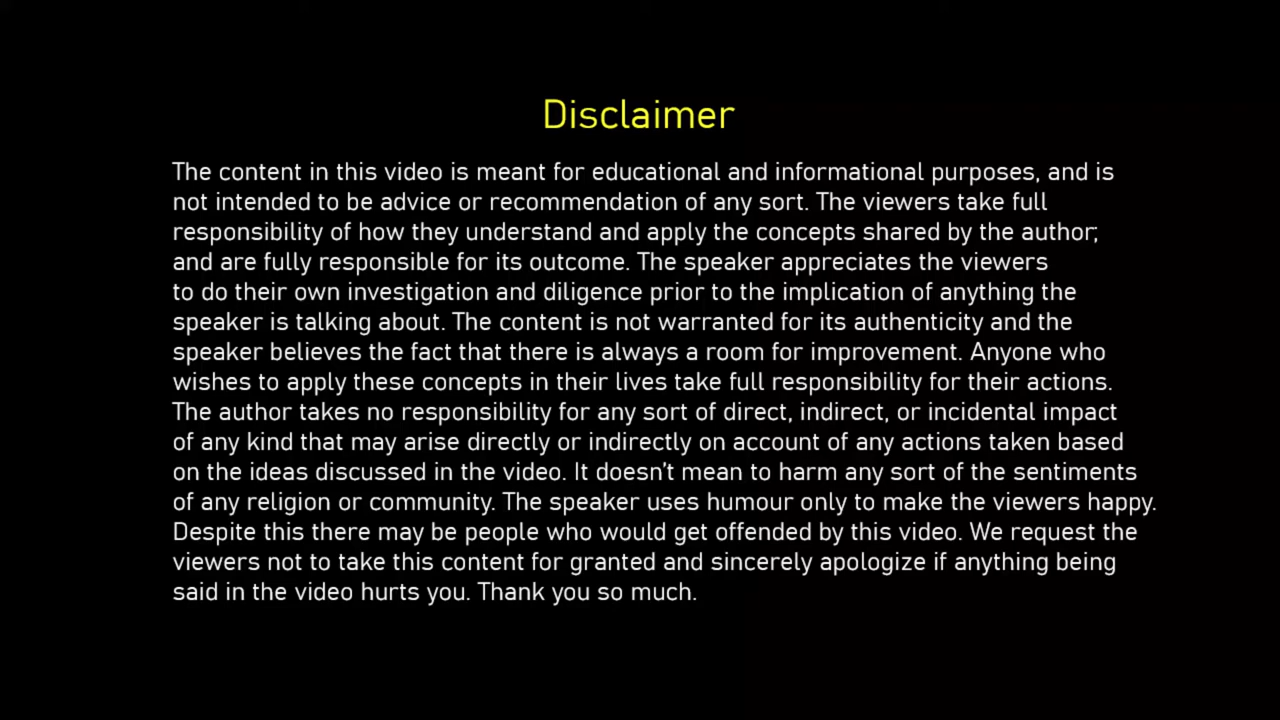 Disclaimer
The content in this video is meant for educational and informational purposes, and is
not intended to be advice or recommendation of any sort. The viewers take full
responsibility of how they understand and apply the concepts shared by the author;
and are fully responsible for its outcome. The speaker appreciates the viewers
to do their own investigation and diligence prior to the implication of anything the
speaker is talking about. The content is not warranted for its authenticity and the
speaker believes the fact that there is always a room for improvement. Anyone who
wishes to apply these concepts in their lives take full responsibility for their actions.
The author takes no responsibility for any sort of direct, indirect, or incidental impact
of any kind that may arise directly or indirectly on account of any actions taken based
on the ideas discussed in the video. It doesn't mean to harm any sort of the sentiments
of any religion or community. The speaker uses humour only to make the viewers happy.
Despite this there may be people who would get offended by this video. We request the
viewers not to take this content for granted and sincerely apologize if anything being
said in the video hurts you. Thank you so much.